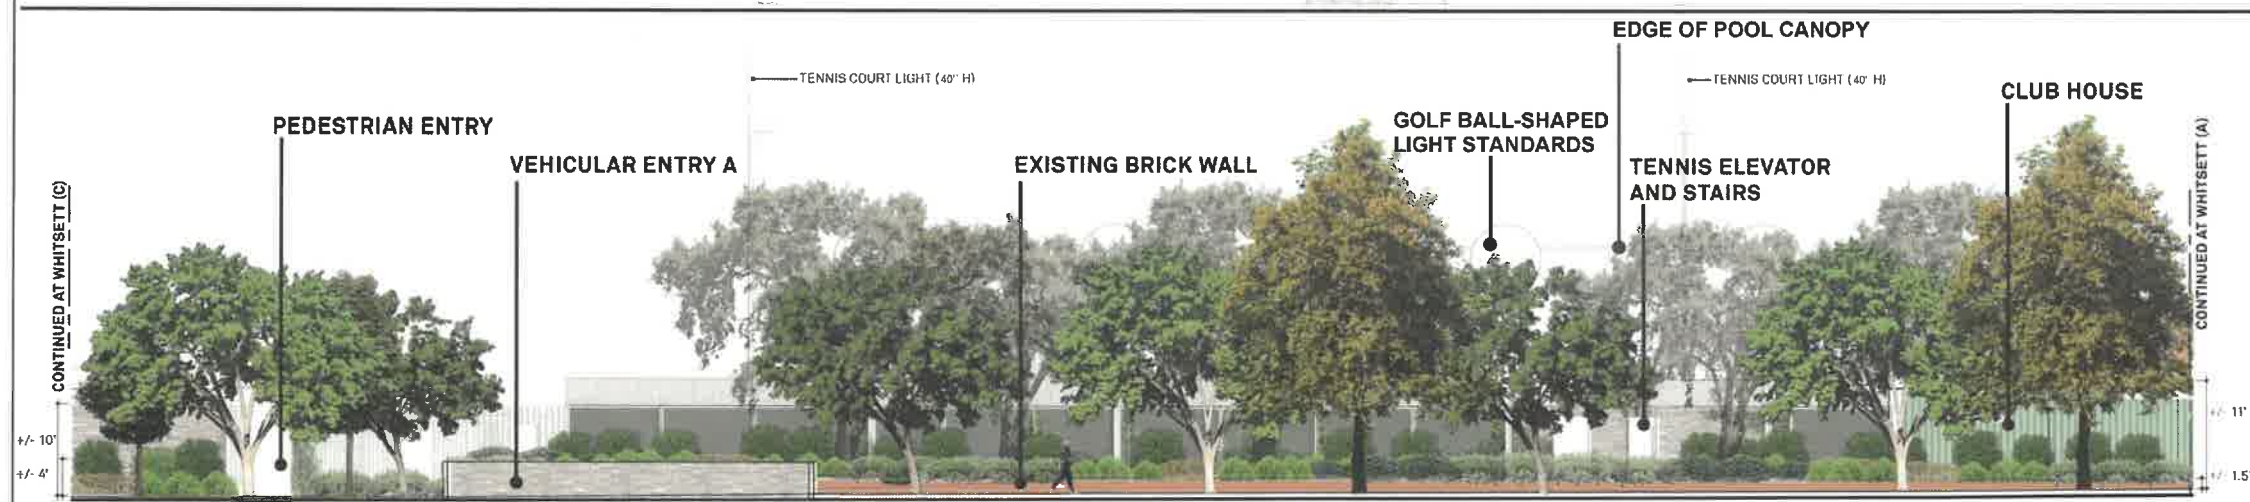 EDGE OF POOL CANOPY
TENNIS COURT LIGHT (40" H)
TENNIS COURT LIGHT (40' H)
CLUB HOUSE
PEDESTRIAN ENTRY
GOLF BALL-SHAPED
LIGHT STANDARDS
VEHICULAR ENTRY A
EXISTING BRICK WALL
TENNIS ELEVATOR
AND STAIRS
CONTINUED AT WHITSETT (C)
CONTINUED AT WHITSETT (A)
+/- 10'
+/- 4'
+/- 11'
+/- 1.5'